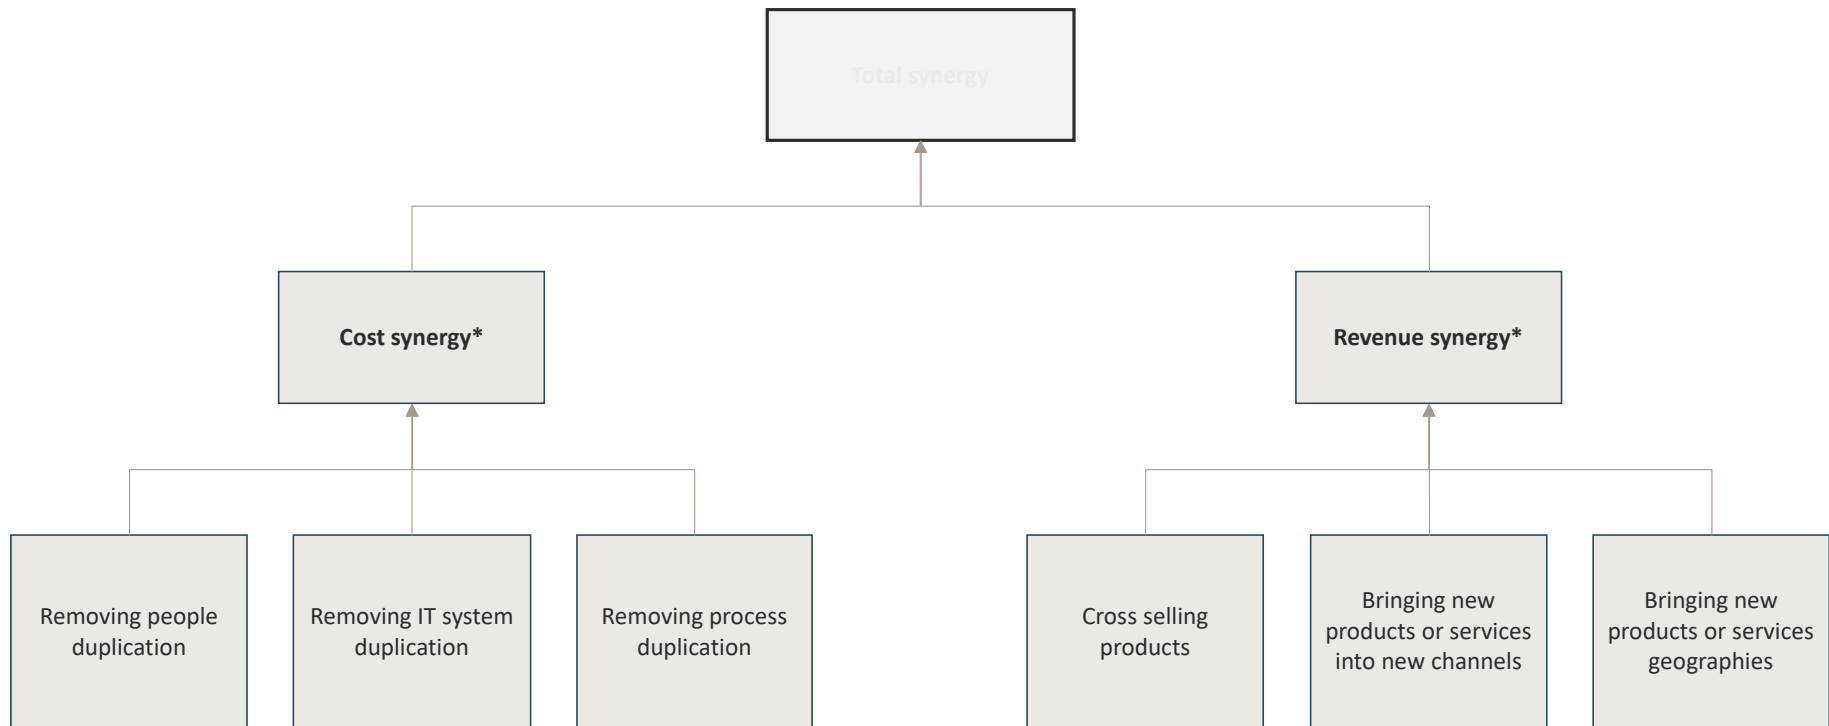 Total synergy
Cost synergy*
Revenue synergy*
Removing people
duplication
Removing IT system
duplication
Removing process
duplication
Cross selling
products
Bringing new
products or services
into new channels
Bringing new
products or services
geographies